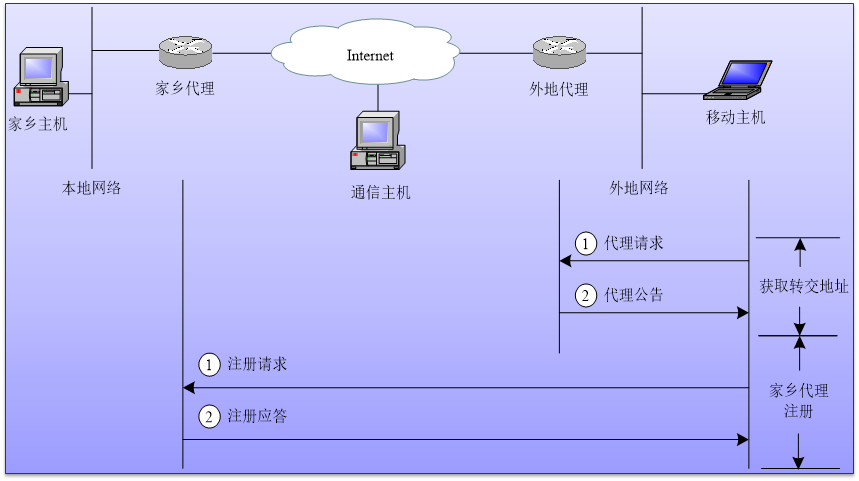 Internet
家乡代理
外地代理
家乡主机
移动主机
本地网络
通信主机
外地网络
1 代理请求
2 代理公告
获取转交地址
1 注册请求
2 注册应答
家乡代理
注册